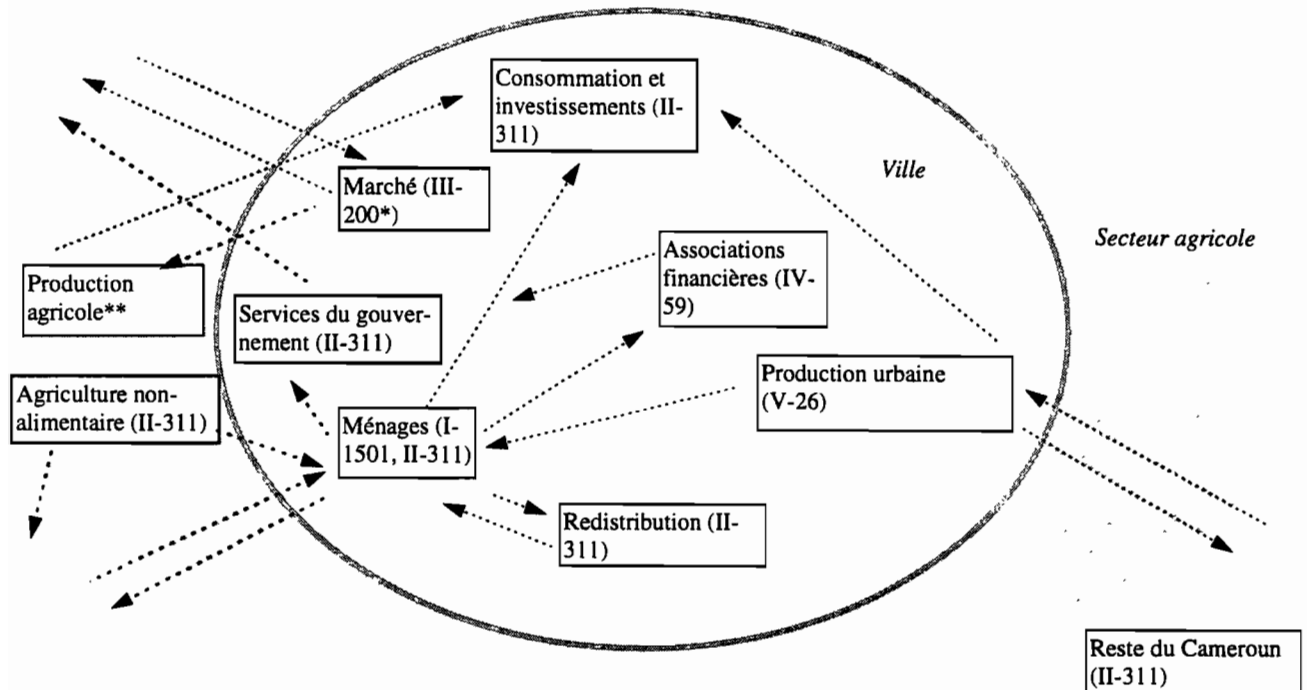 Consommation et
investissements (II-
311)
Ville
Marché (III-
200*)
Secteur agricole
Associations
financières (IV-
59)
Production
agricole**
Services du gouver-
nement (II-311)
Production urbaine
(V-26)
Agriculture non-
alimentaire (II-311)
Ménages (I-
1501, II-311)
Redistribution (II-
311)
Reste du Cameroun
(II-311)